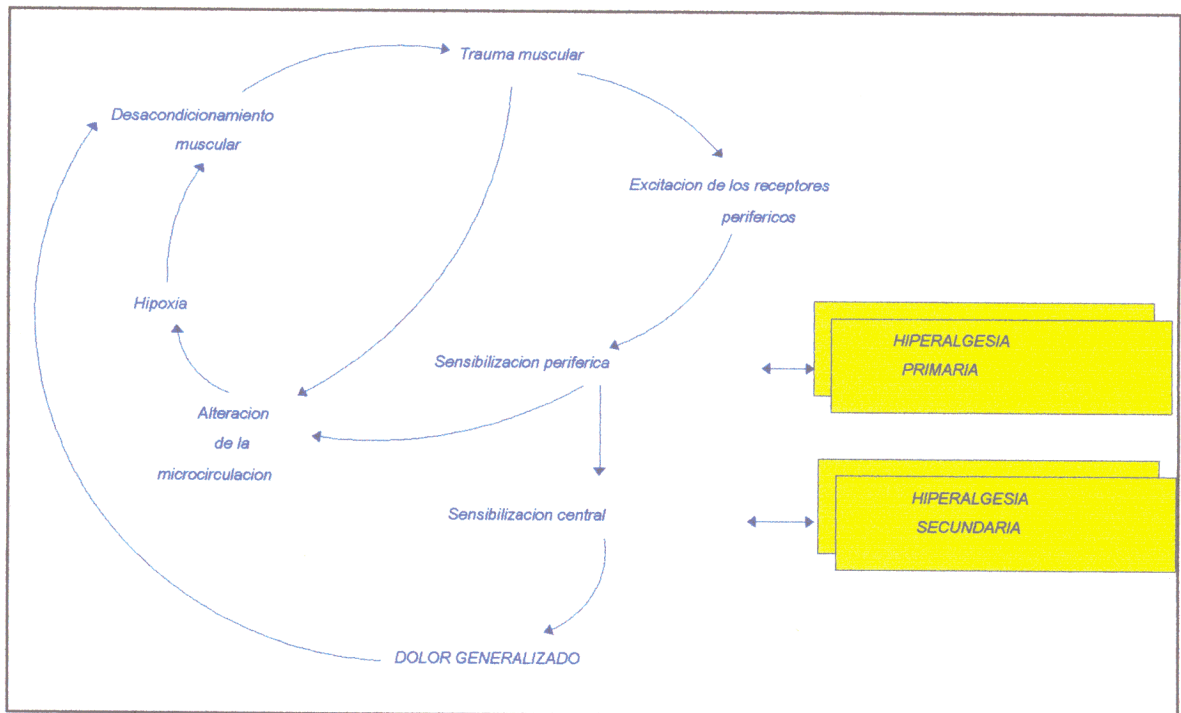 Trauma muscular
Desacondicionamiento
muscular
Excitacion de los receptores
perifericos
Hipoxia
HIPERALGESIA
PRIMARIA
Sensibilizacion periferica
Alteracion
de la
microcirculacion
HIPERALGESIA
SECUNDARIA
Sensibilizacion central
DOLOR GENERALIZADO